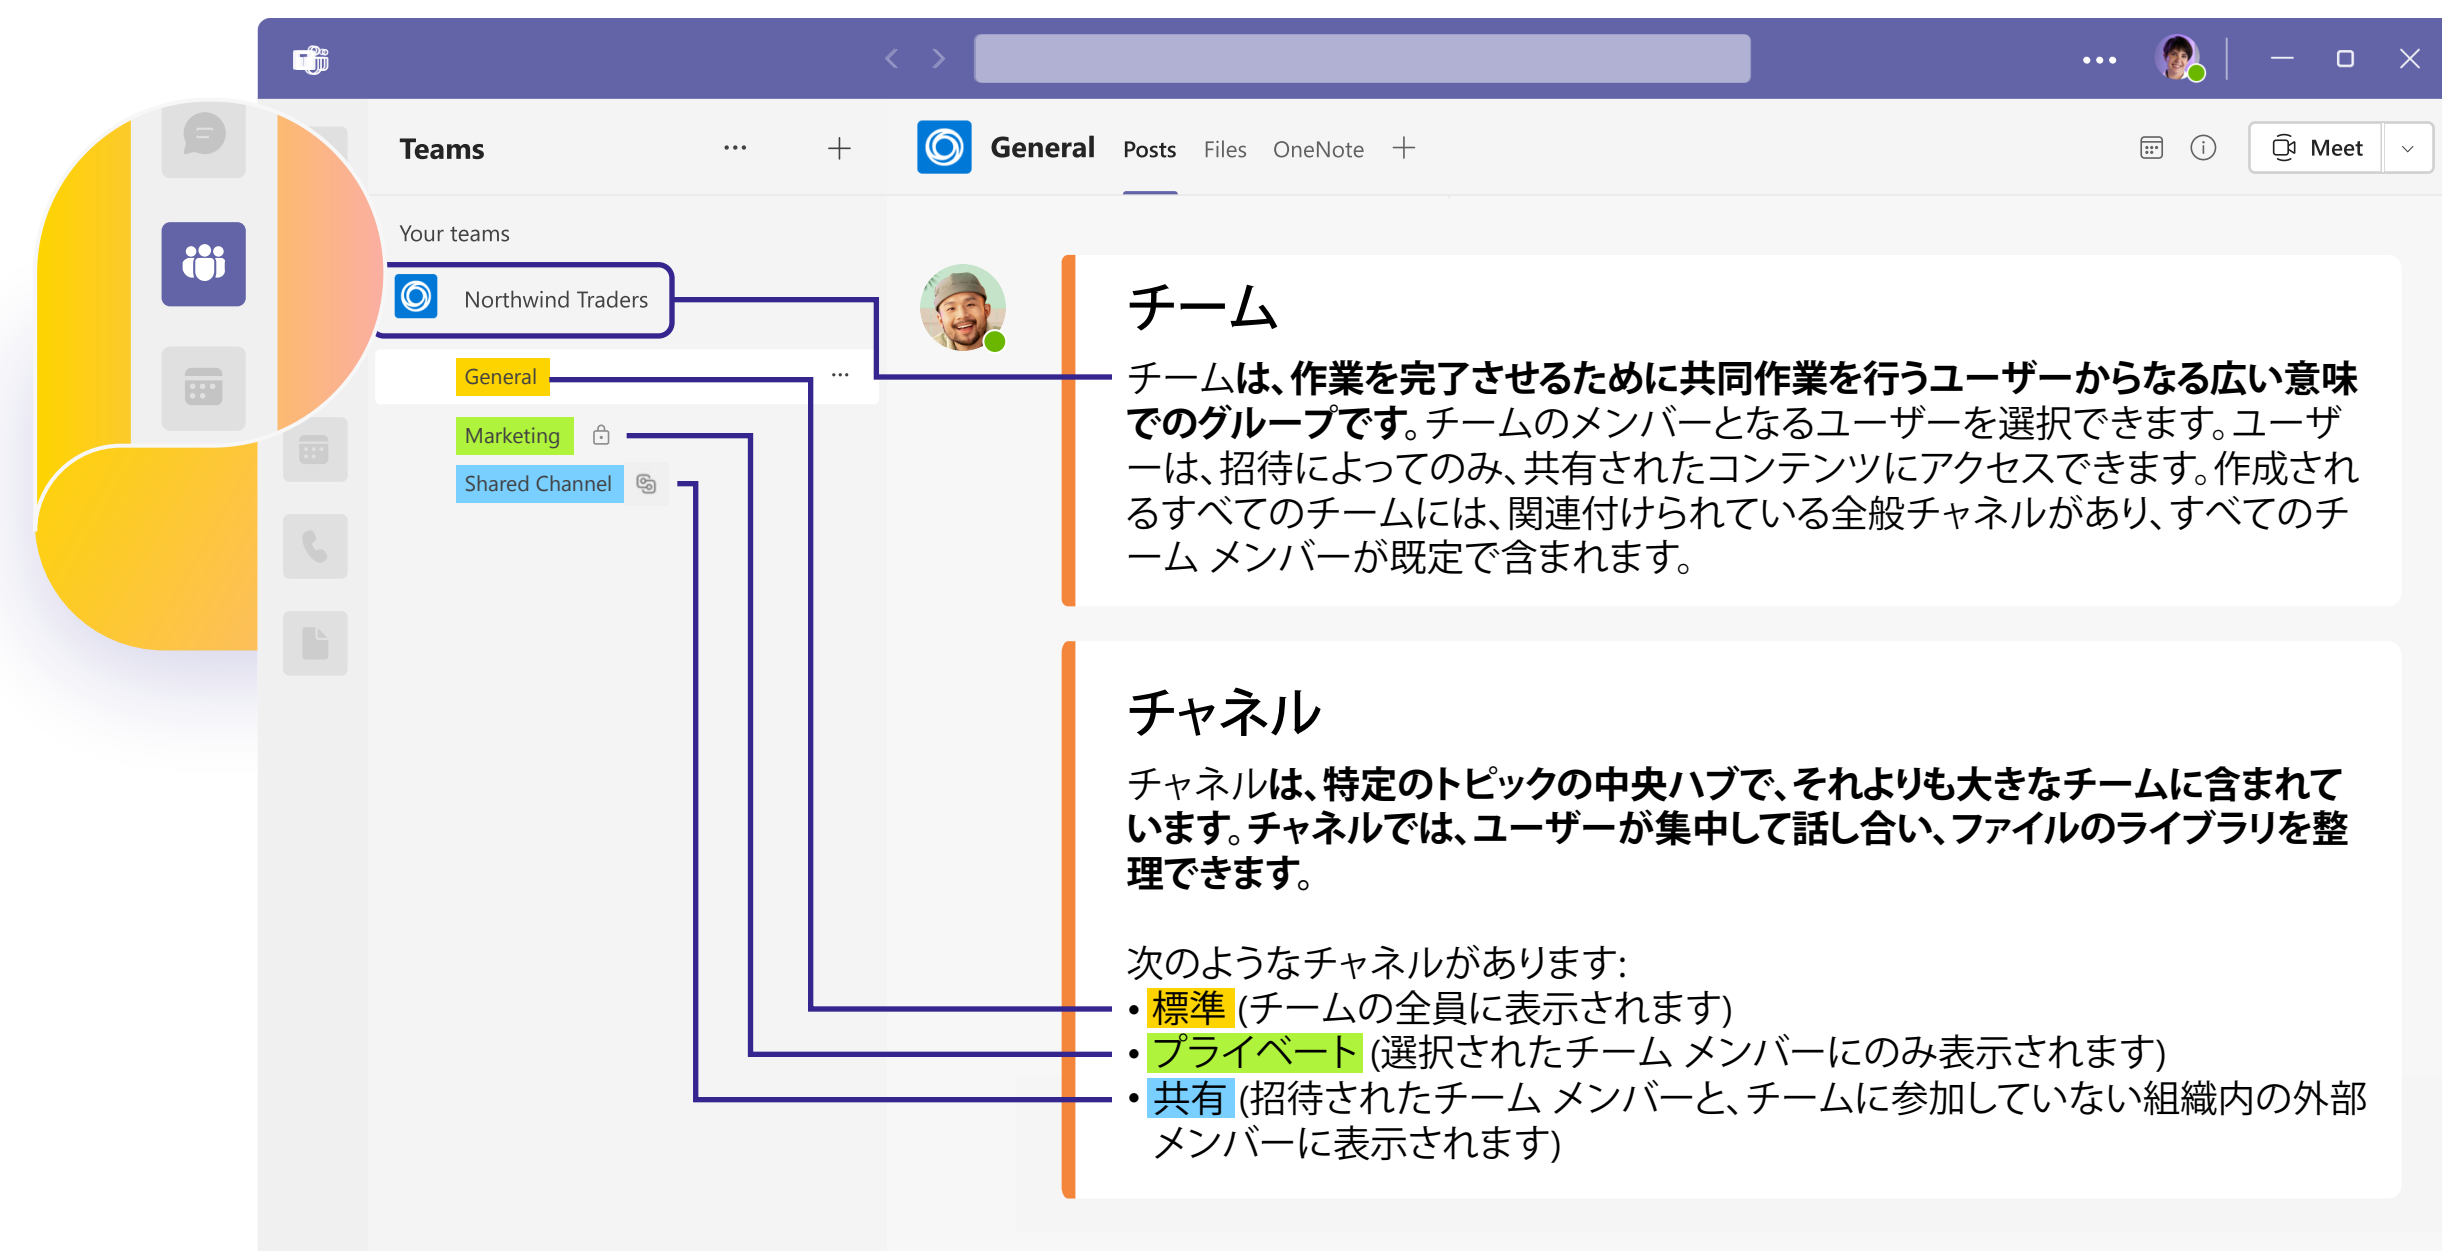 Teams
General Posts Files OneNote
Meet
Your teams
Northwind Traders
General
Marketing
Shared Channel
チーム
チームは、作業を完了させるために共同作業を行うユーザーからなる広い意味
でのグループです。チームのメンバーとなるユーザーを選択できます。ユーザ
ーは、招待によってのみ、共有されたコンテンツにアクセスできます。作成され
るすべてのチームには、関連付けられている全般チャネルがあり、すべてのチ
ーム メンバーが既定で含まれます。
チャネル
チャネルは、特定のトピックの中央ハブで、それよりも大きなチームに含まれて
います。チャネルでは、ユーザーが集中して話し合い、ファイルのライブラリを整
理できます。
次のようなチャネルがあります:
• 標準 (チームの全員に表示されます)
• プライベート (選択されたチーム メンバーにのみ表示されます)
• 共有 (招待されたチーム メンバーと、チームに参加していない組織内の外部
メンバーに表示されます)